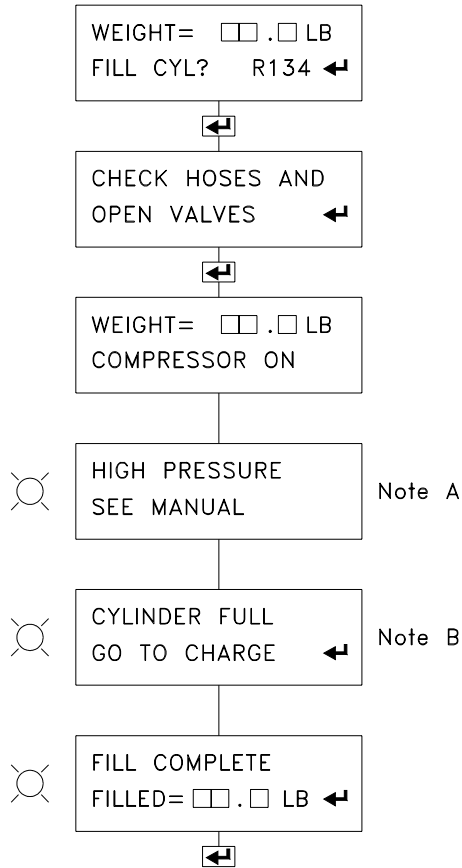 WEIGHT= □□.□ LB
FILL CYL? R134 ↵
↵
CHECK HOSES AND
OPEN VALVES ↵
↵
WEIGHT= □□.□ LB
COMPRESSOR ON
HIGH PRESSURE
SEE MANUAL
Note A
CYLINDER FULL
GO TO CHARGE ↵
Note B
FILL COMPLETE
FILLED= □□.□ LB ↵
↵